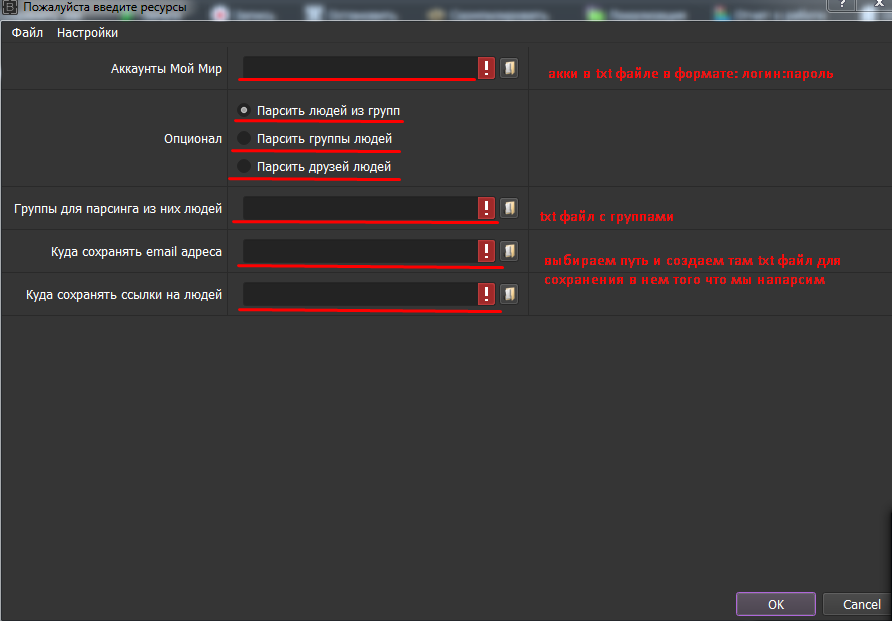 Пожалуйста введите ресурсы
Файл Настройки
Аккаунты Мой Мир
акки в txt файле в формате: логин:пароль
Опционал
Парсить людей из групп
Парсить группы людей
Парсить друзей людей
Группы для парсинга из них людей
txt файл с группами
Куда сохранять email адреса
выбираем путь и создаем там txt файл для
сохранения в нем того что мы напарсим
Куда сохранять ссылки на людей
OK Cancel